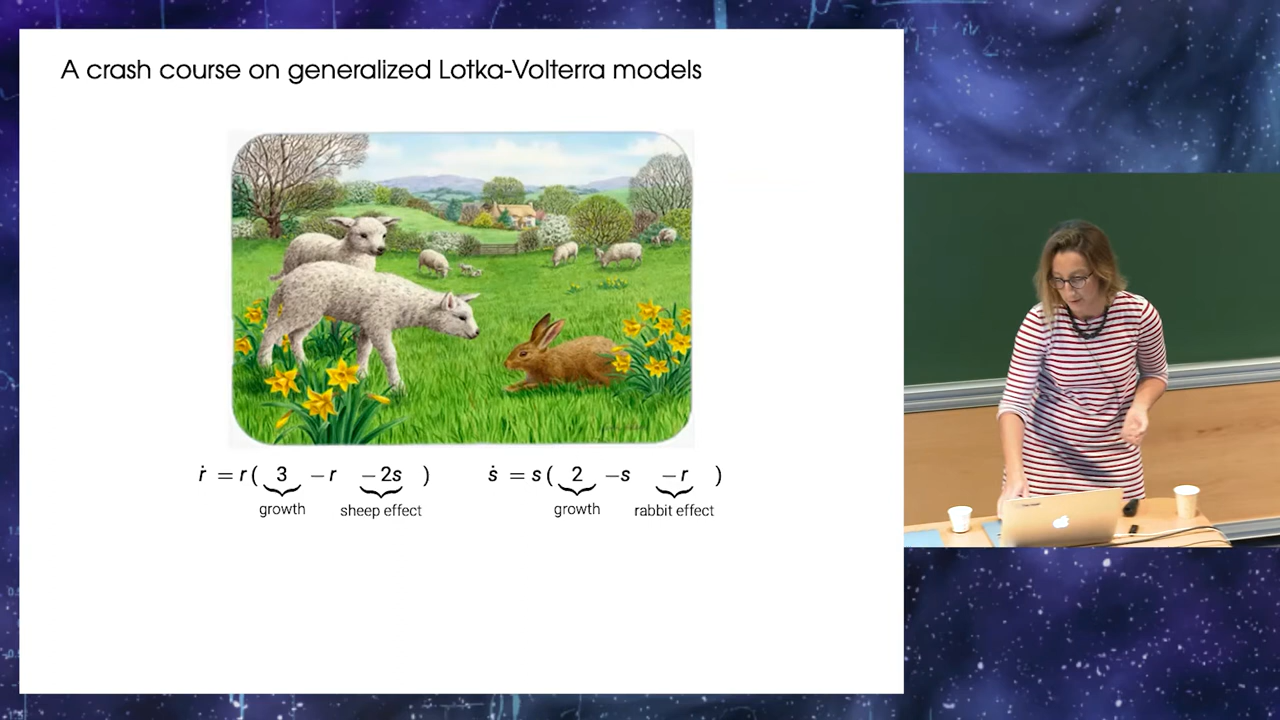 A crash course on generalized Lotka-Volterra models
ṙ = r( 3 − r − 2s )    ṡ = s( 2 − s − r )
growth    sheep effect    growth    rabbit effect